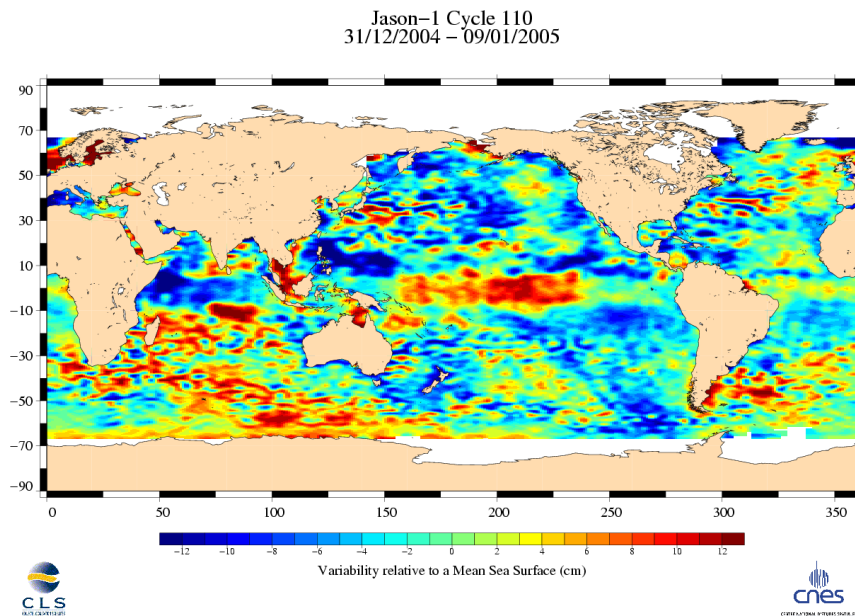 Jason−1 Cycle 110
31/12/2004 − 09/01/2005
90
70
50
30
10
−10
−30
−50
−70
−90
0 50 100 150 200 250 300 350
−12 −10 −8 −6 −4 −2 0 2 4 6 8 10 12
Variability relative to a Mean Sea Surface (cm)
CLS
cnes